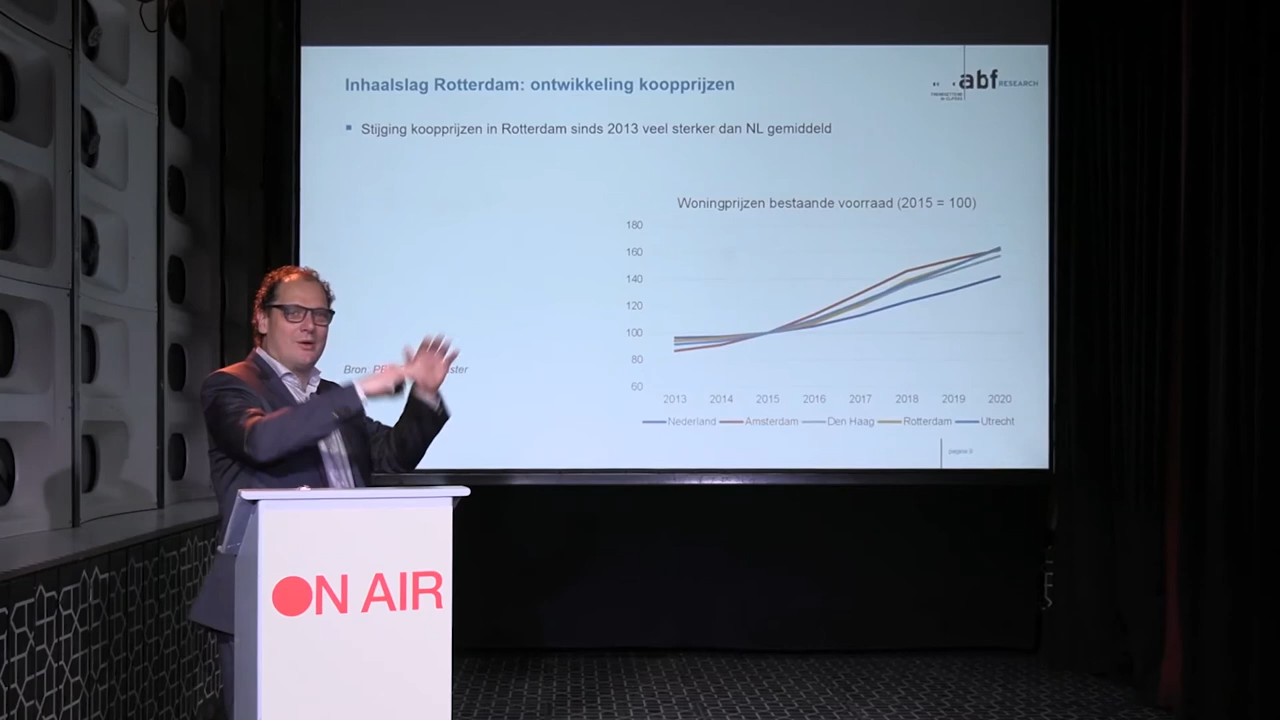 Inhaalslag Rotterdam: ontwikkeling koopprijzen
abf RESEARCH
Stijging koopprijzen in Rotterdam sinds 2013 veel sterker dan NL gemiddeld
Woningprijzen bestaande voorraad (2015 = 100)
180
160
140
120
100
80
60
2013 2014 2015 2016 2017 2018 2019 2020
Nederland Amsterdam Den Haag Rotterdam Utrecht
Bron
pagina
ON AIR